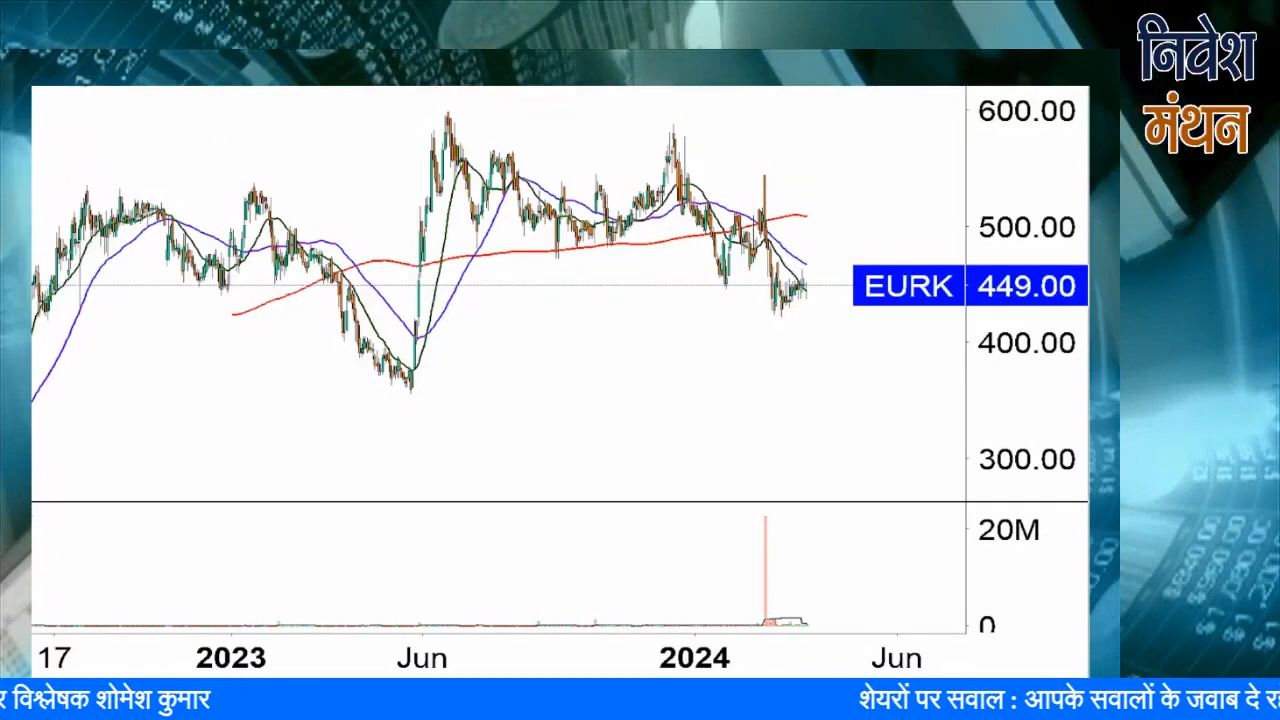 निवेश
मंथन
600.00
500.00
EURK 449.00
400.00
300.00
20M
0
17 2023 Jun 2024 Jun
विश्लेषक शोमेश कुमार शेयरों पर सवाल : आपके सवालों के जवाब दे